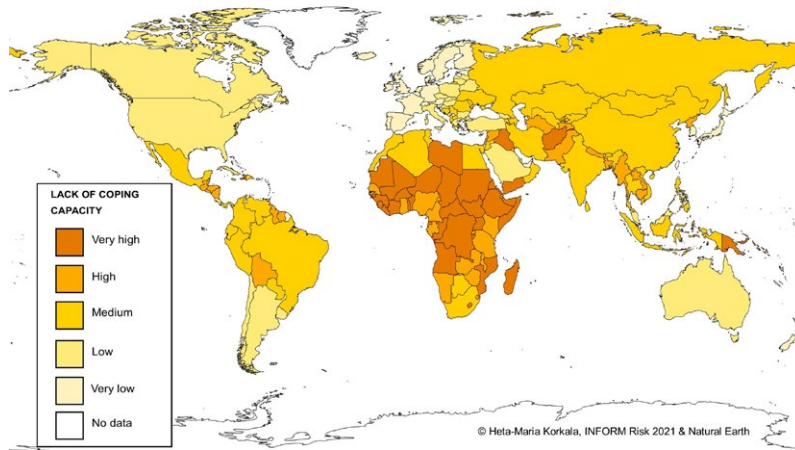 LACK OF COPING
CAPACITY
Very high
High
Medium
Low
Very low
No data
© Heta-Maria Korkala, INFORM Risk 2021 & Natural Earth